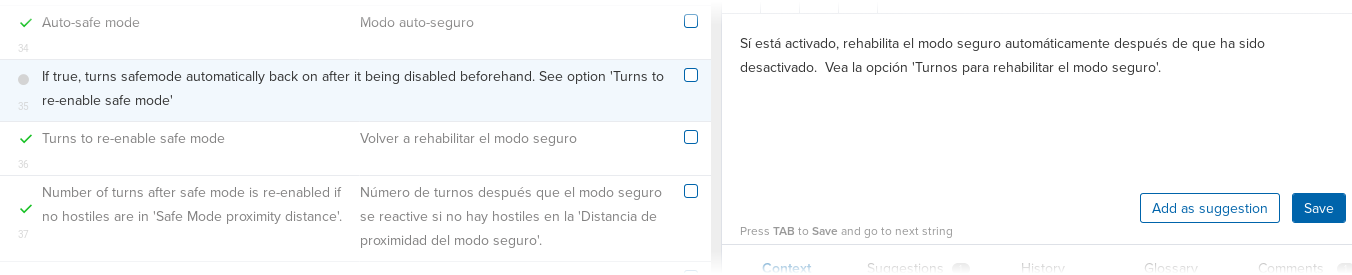 Auto-safe mode
Modo auto-seguro
34
If true, turns safemode automatically back on after it being disabled beforehand. See option 'Turns to
re-enable safe mode'
35
Turns to re-enable safe mode
Volver a rehabilitar el modo seguro
36
Number of turns after safe mode is re-enabled if
no hostiles are in 'Safe Mode proximity distance'.
37
Número de turnos después que el modo seguro
se reactive si no hay hostiles en la 'Distancia de
proximidad del modo seguro'.
Sí está activado, rehabilita el modo seguro automáticamente después de que ha sido
desactivado.  Vea la opción 'Turnos para rehabilitar el modo seguro'.
Add as suggestion
Save
Press TAB to Save and go to next string
Context
Suggestions
History
Glossary
Comments